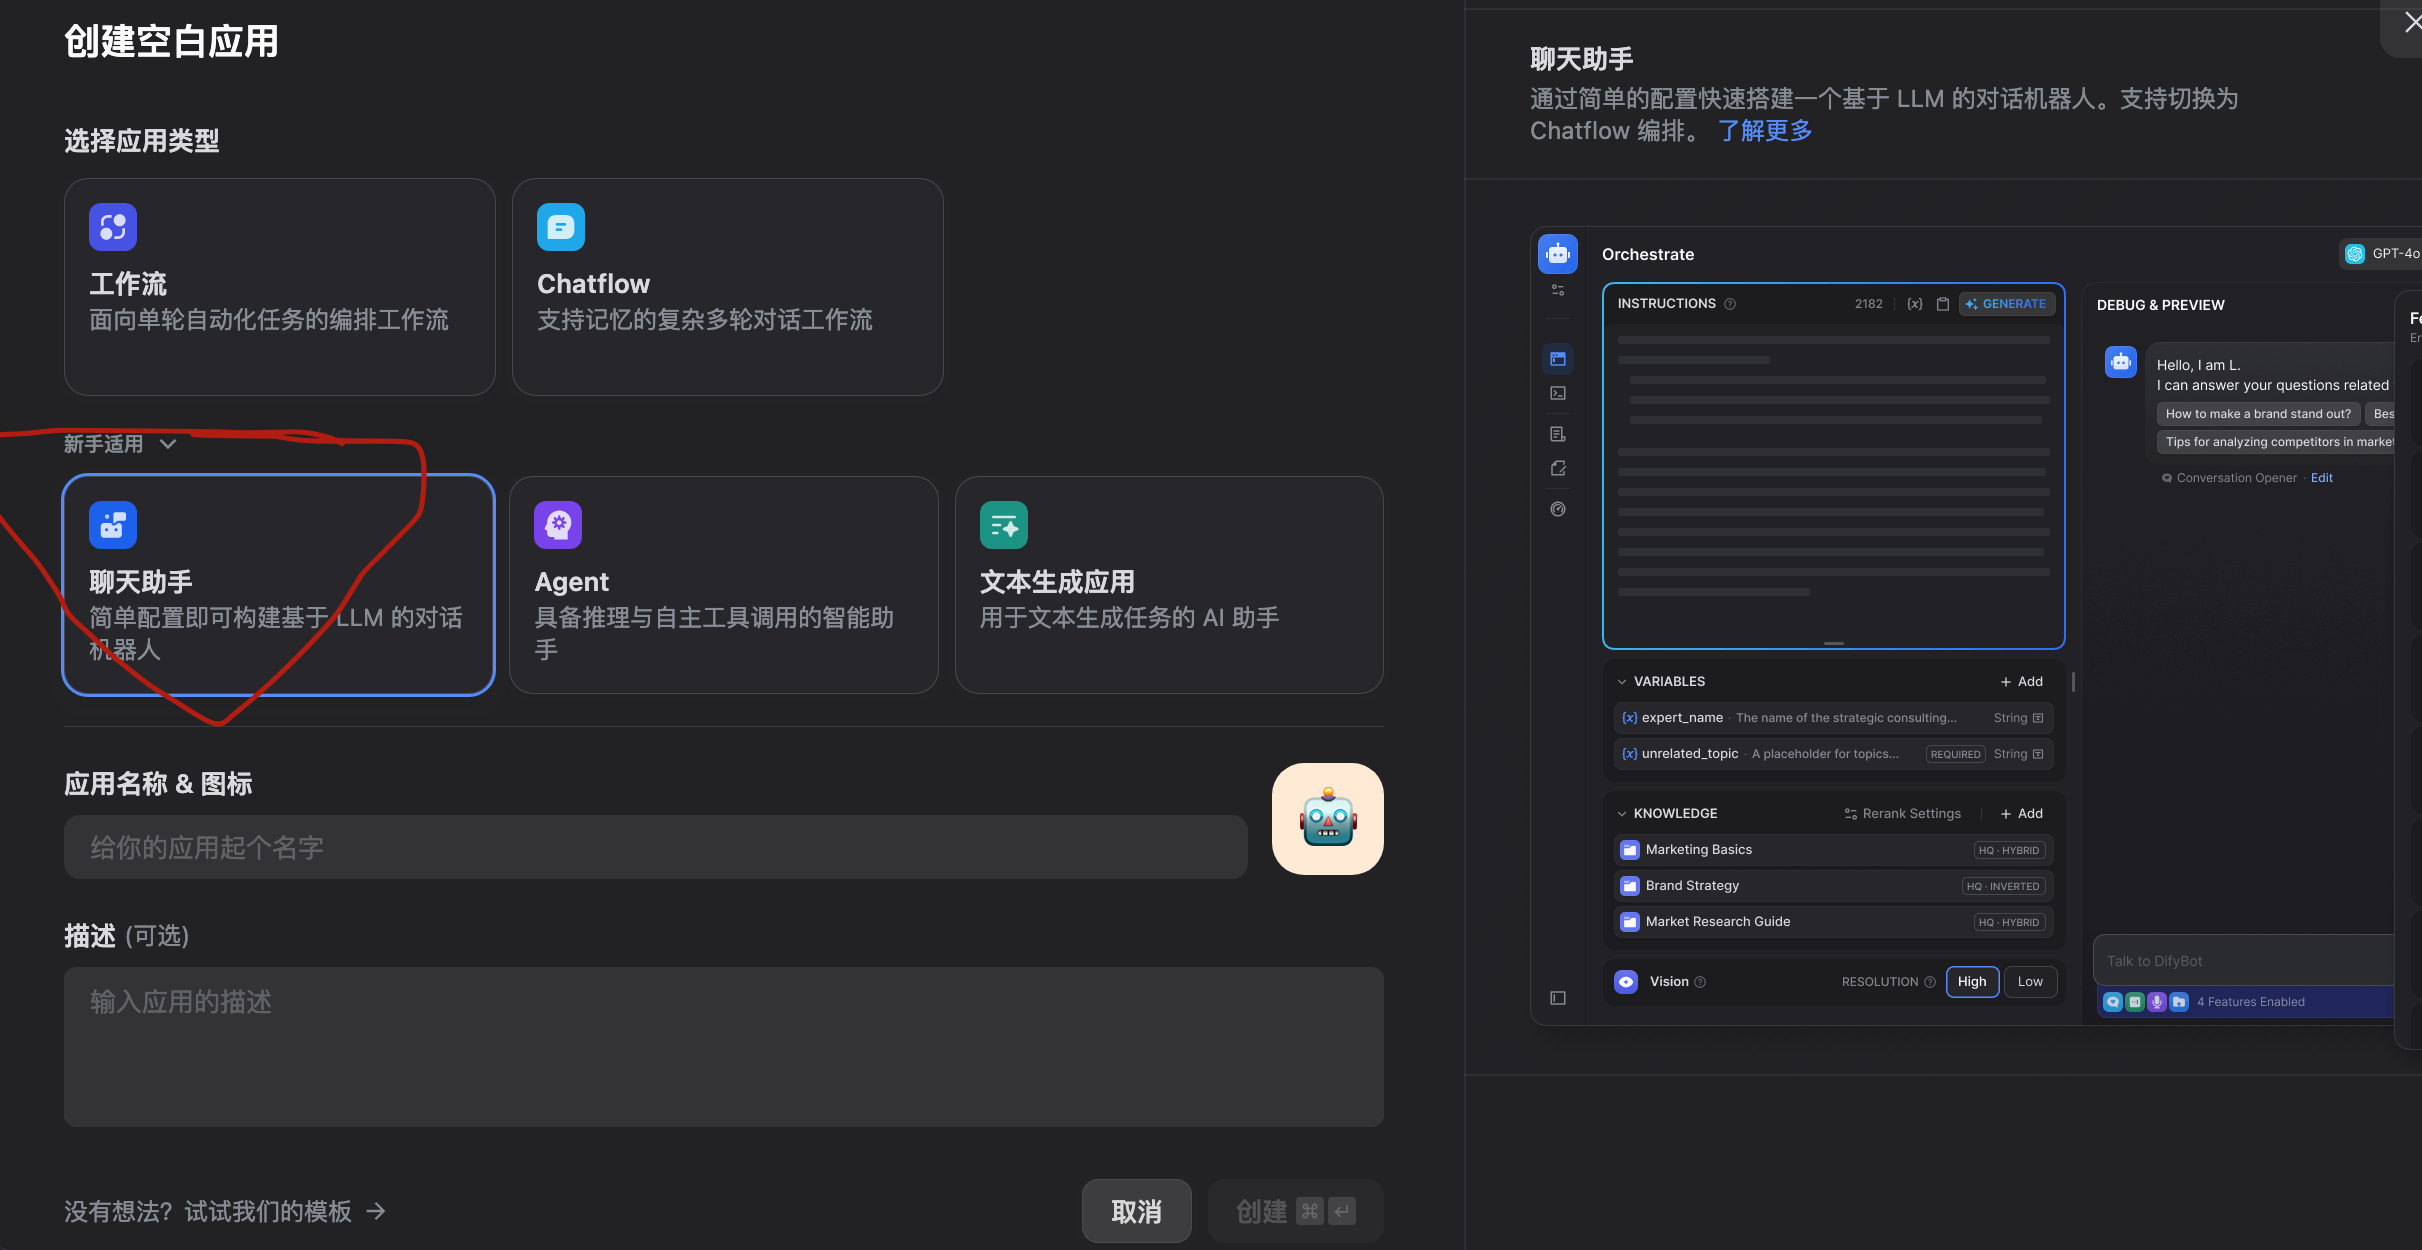 创建空白应用
选择应用类型
工作流
面向单轮自动化任务的编排工作流
Chatflow
支持记忆的复杂多轮对话工作流
新手适用
聊天助手
简单配置即可构建基于 LLM 的对话
机器人
Agent
具备推理与自主工具调用的智能助
手
文本生成应用
用于文本生成任务的 AI 助手
应用名称 & 图标
给你的应用起个名字
描述 (可选)
输入应用的描述
没有想法？试试我们的模板 →
取消
创建 ⌘ ↵
聊天助手
通过简单的配置快速搭建一个基于 LLM 的对话机器人。支持切换为
Chatflow 编排。 了解更多
Orchestrate
GPT-4o
INSTRUCTIONS
2182
{x}
GENERATE
DEBUG & PREVIEW
Hello, I am L.
I can answer your questions related
How to make a brand stand out?
Bes
Tips for analyzing competitors in market
Conversation Opener · Edit
VARIABLES
+ Add
{x} expert_name · The name of the strategic consulting...
String
{x} unrelated_topic · A placeholder for topics...
REQUIRED
String
KNOWLEDGE
Rerank Settings
+ Add
Marketing Basics
HQ · HYBRID
Brand Strategy
HQ · INVERTED
Market Research Guide
HQ · HYBRID
Vision
RESOLUTION
High
Low
Talk to DifyBot
4 Features Enabled